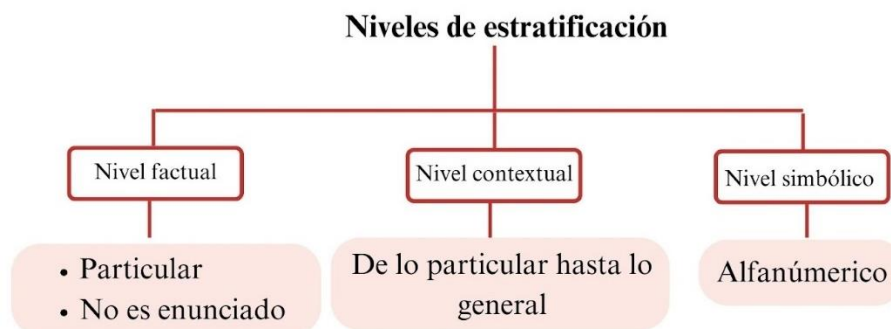 Niveles de estratificación
Nivel factual
Nivel contextual
Nivel simbólico
• Particular
• No es enunciado
De lo particular hasta lo
general
Alfanúmerico